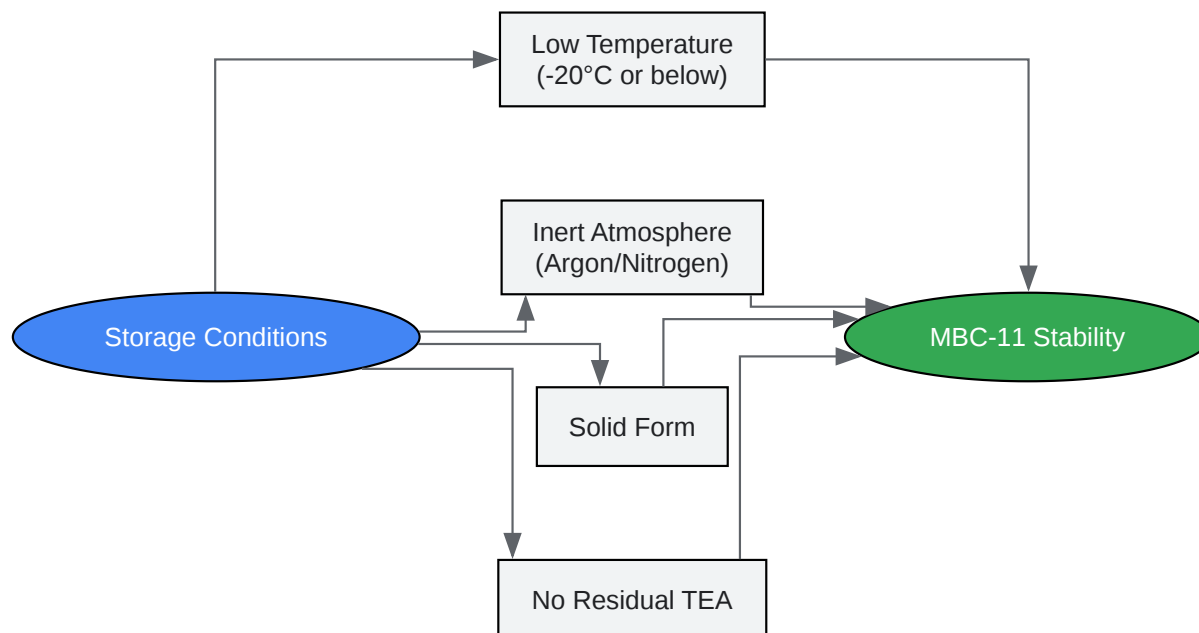 Low Temperature
(-20°C or below)
Inert Atmosphere
(Argon/Nitrogen)
Storage Conditions
MBC-11 Stability
Solid Form
No Residual TEA